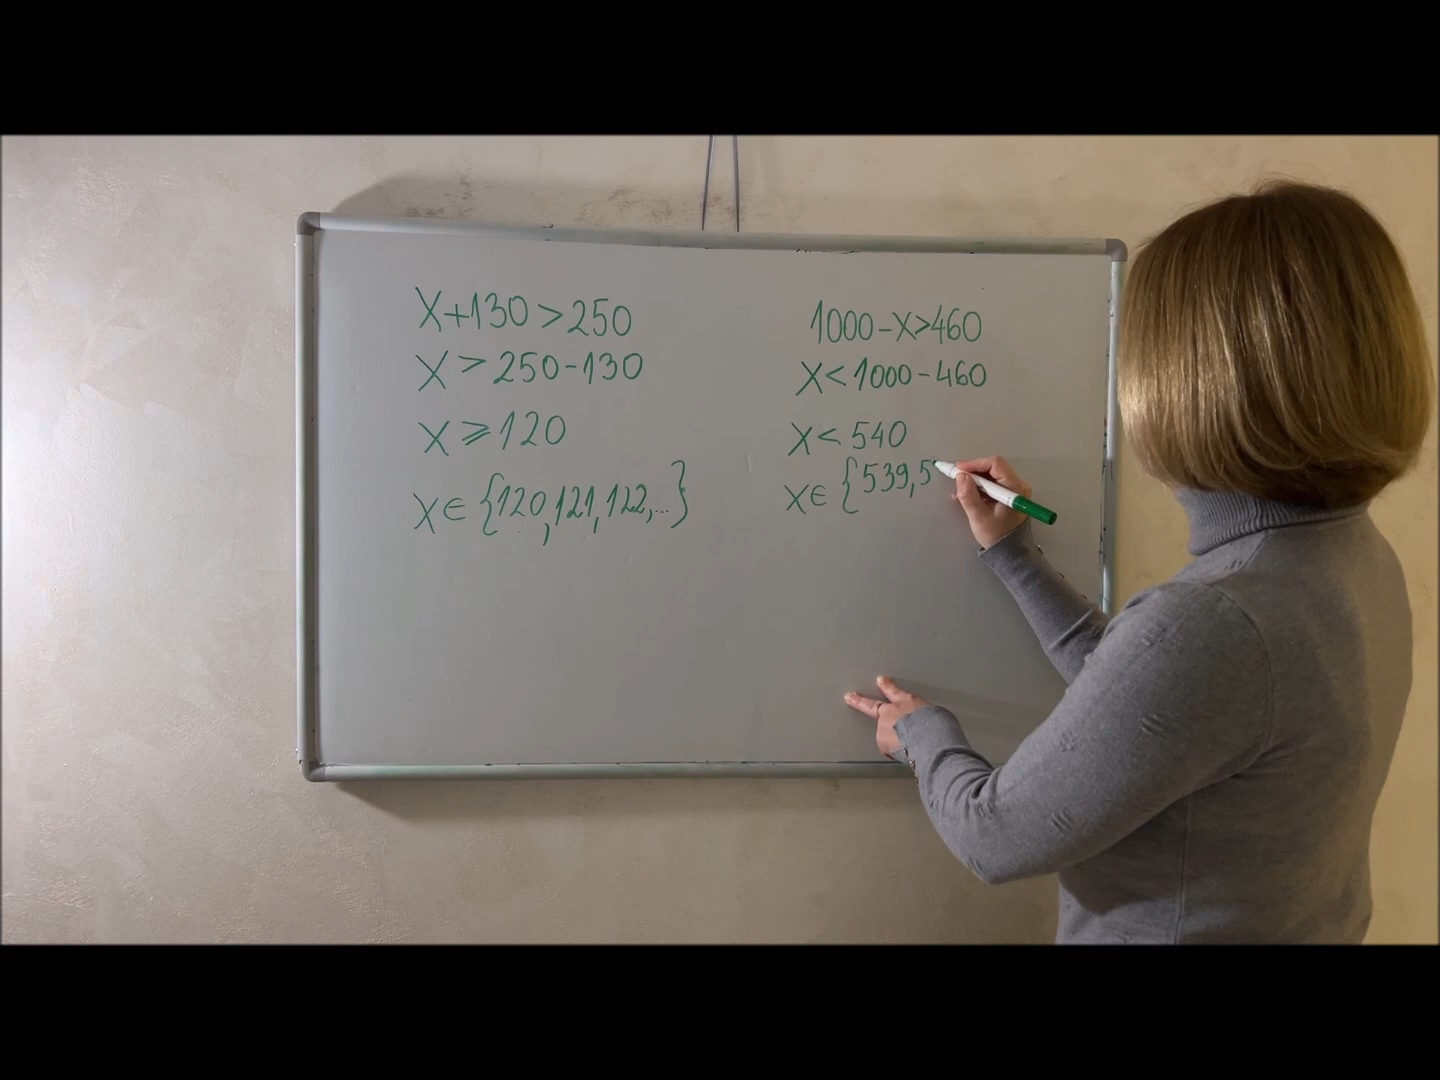 X+130>250
X>250-130
X⩾120
X∈{120,121,122,...}
1000-X>460
X<1000-460
X<540
X∈{539,5